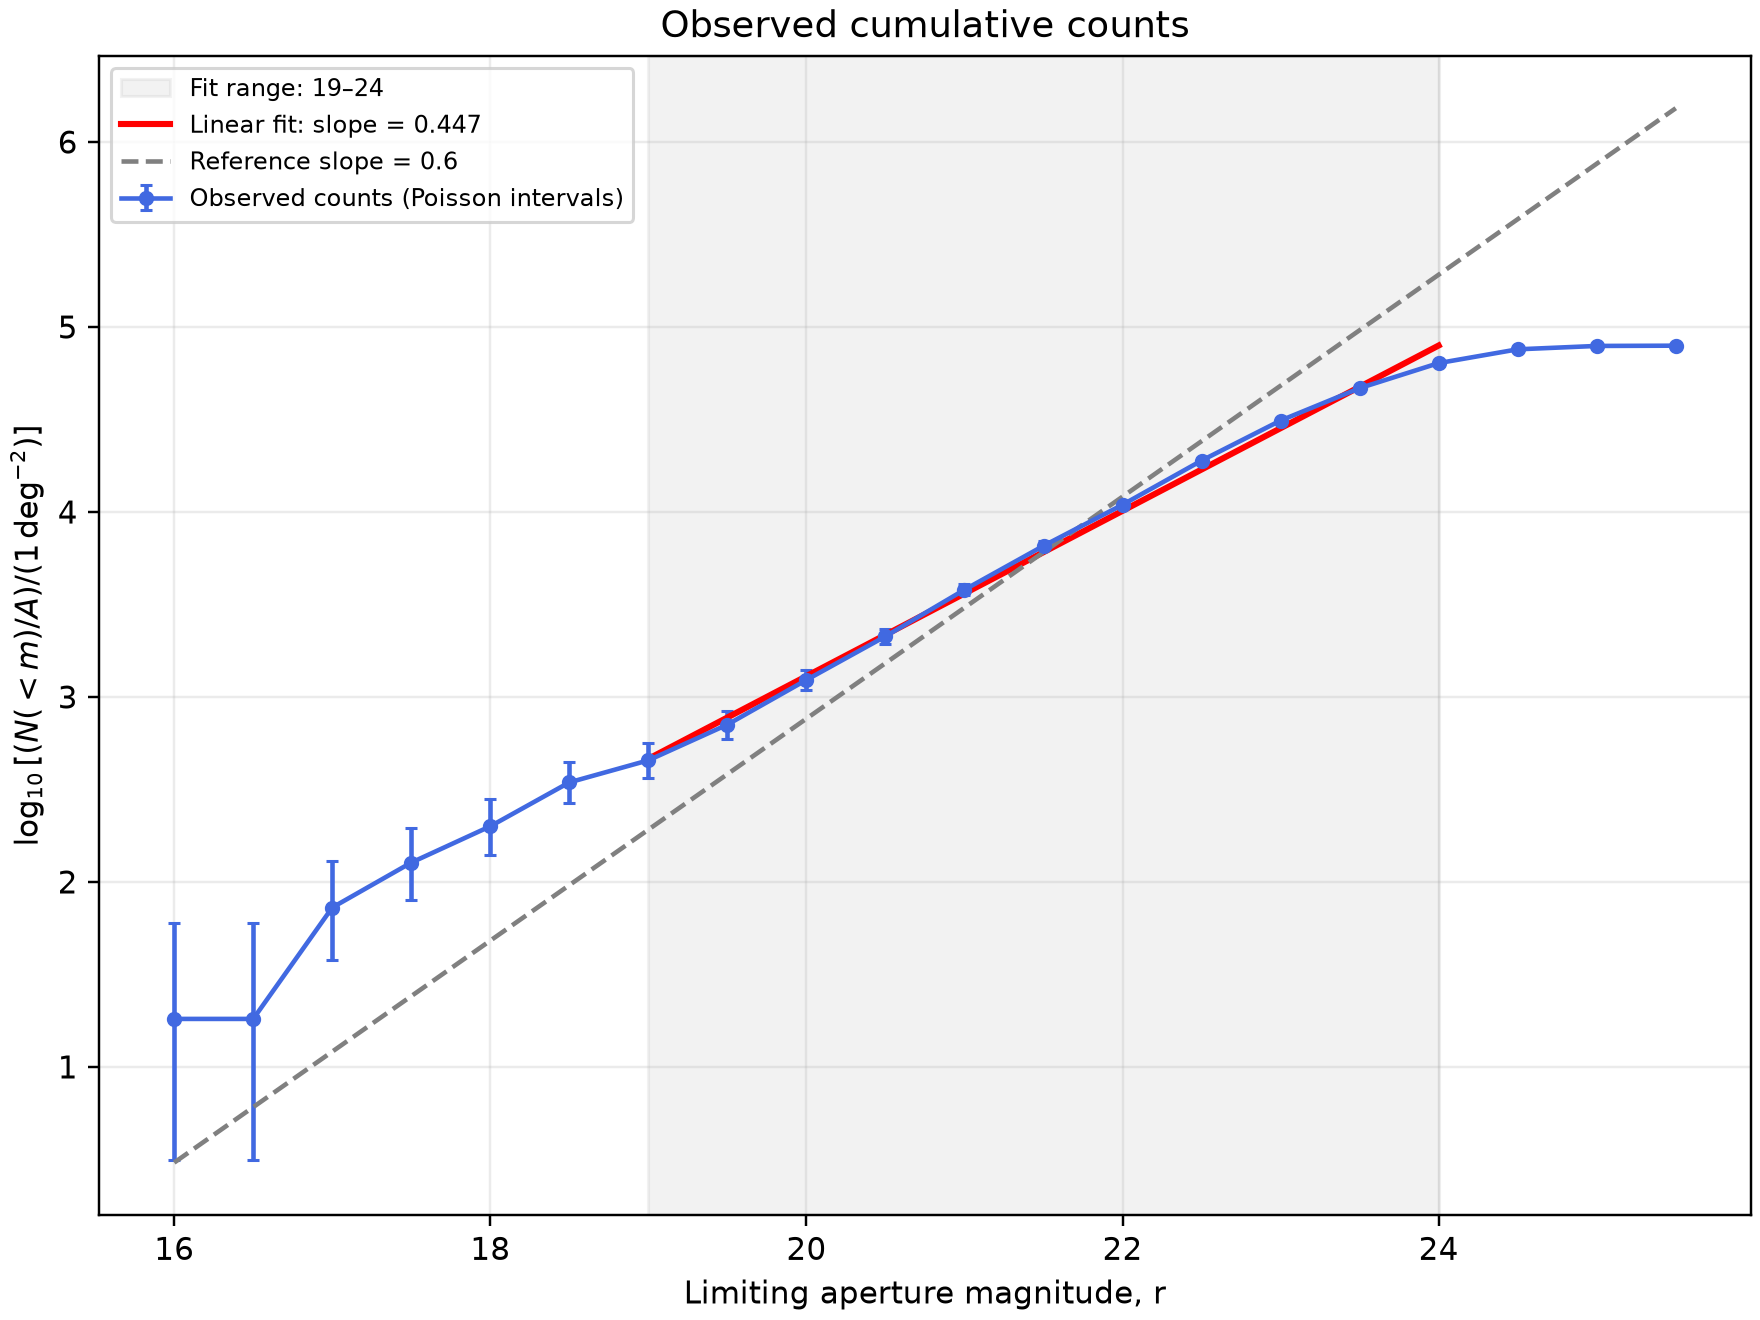 Observed cumulative counts
Fit range: 19–24
Linear fit: slope = 0.447
Reference slope = 0.6
Observed counts (Poisson intervals)
6
5
4
3
2
1
log₁₀ [(N( < m)/A)/(1 deg⁻²)]
16 18 20 22 24
Limiting aperture magnitude, r